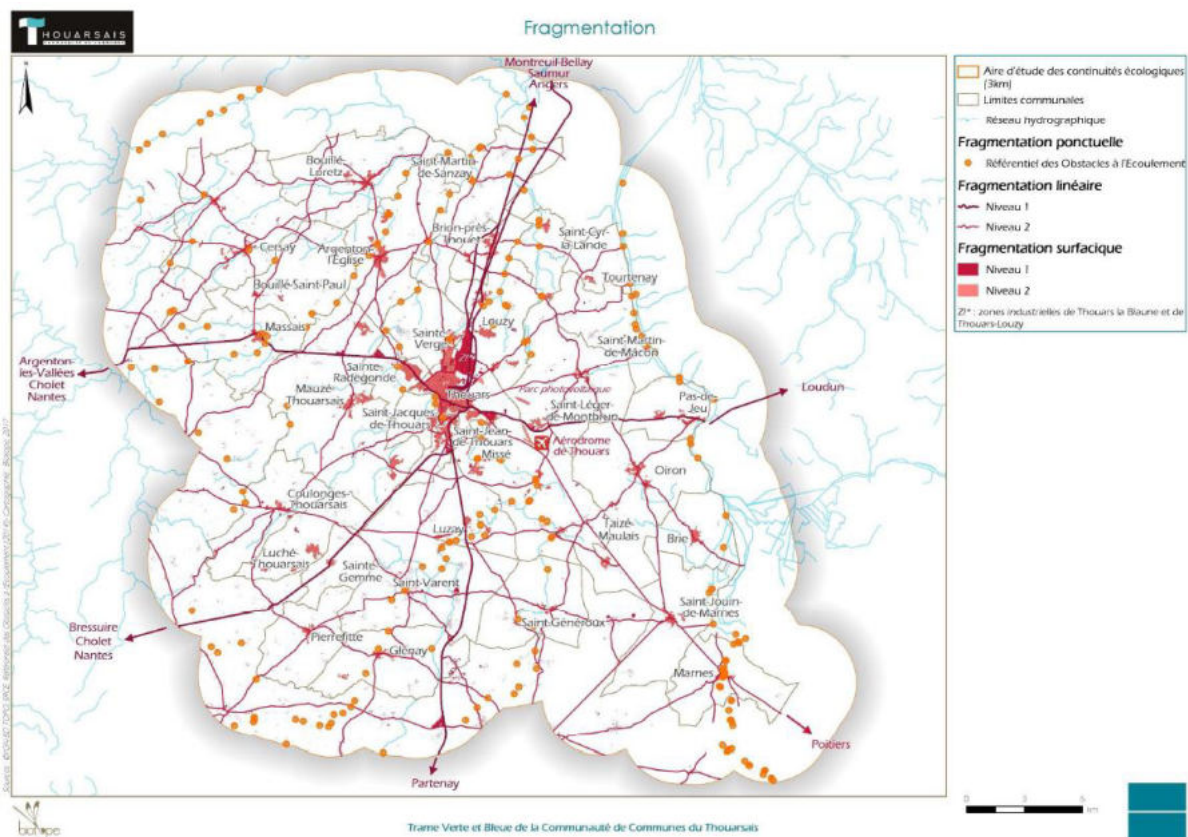 THOUARSAIS
Fragmentation
N
Montreuil-Bellay
Saumur
Angers
Bouillé-
Loretz
Saint-Martin
de-Sanzay
Brion-près-
Thouet
Saint-Cyr-
la-Lande
Cersay
Argenton-
l'Église
Tourtenay
Bouillé-Saint-Paul
Massais
Louzy
Sainte-
Verge
ZI*
Saint-Martin-
de-Mâcon
Argenton-
les-Vallées
Cholet
Nantes
Sainte-
Radegonde
Mauzé-
Thouarsais
Thouars
Parc photovoltaïque
Pas-de-
Jeu
Loudun
Saint-Jacques-
de-Thouars
Saint-Léger-
de-Montbrun
Saint-Jean-
de-Thouars
Missé
Aérodrome
de Thouars
Oiron
Coulonges-
Thouarsais
Luzay
Taizé-
Maulais
Brie
Luché-
Thouarsais
Sainte-
Gemme
Saint-Varent
Saint-Jouin-
de-Marnes
Bressuire
Cholet
Nantes
Saint-Généroux
Pierrefitte
Glénay
Marnes
Poitiers
Partenay
Aire d'étude des continuités écologiques
(3km)
Limites communales
Réseau hydrographique
Fragmentation ponctuelle
Référentiel des Obstacles à l'Ecoulement
Fragmentation linéaire
Niveau 1
Niveau 2
Fragmentation surfacique
Niveau 1
Niveau 2
ZI* : zones industrielles de Thouars la Blaune et de
Thouars-Louzy
0
5
km
biotope
Trame Verte et Bleue de la Communauté de Communes du Thouarsais